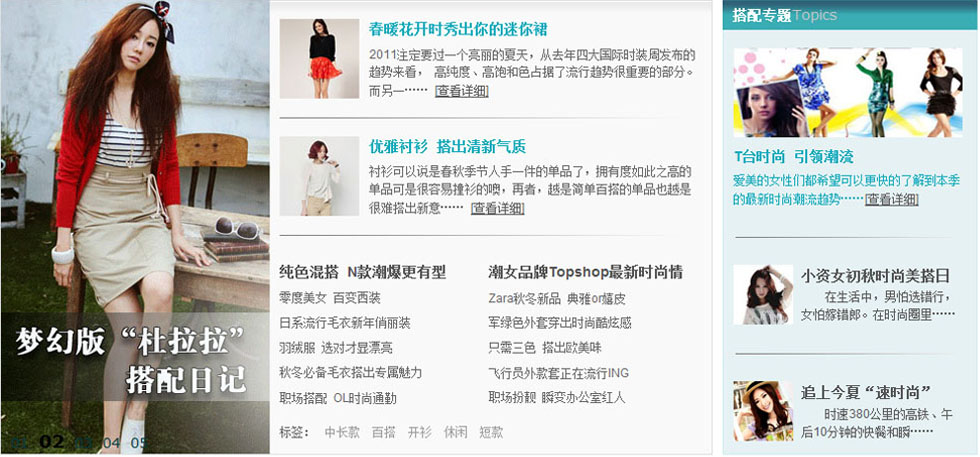 梦幻版“杜拉拉”
搭配日记
02
04
05
春暖花开时秀出你的迷你裙
2011注定要过一个亮丽的夏天，从去年四大国际时装周发布的
趋势来看， 高纯度、高饱和色占据了流行趋势很重要的部分。
而另一…… [查看详细]
优雅衬衫 搭出清新气质
衬衫可以说是春秋季节人手一件的单品了，拥有度如此之高的
单品可是很容易撞衫的噢，再者，越是简单百搭的单品也越是
很难搭出新意…… [查看详细]
纯色混搭 N款潮爆更有型
零度美女 百变西装
日系流行毛衣新年俏丽装
羽绒服 选对才显漂亮
秋冬必备毛衣搭出专属魅力
职场搭配 OL时尚通勤
潮女品牌Topshop最新时尚情
Zara秋冬新品 典雅or嬉皮
军绿色外套穿出时尚酷炫感
只需三色 搭出欧美味
飞行员外款套正在流行ING
职场扮靓 瞬变办公室红人
标签： 中长款 百搭 开衫 休闲 短款
搭配专题Topics
T台时尚 引领潮流
爱美的女性们都希望可以更快的了解到本季
的最新时尚潮流趋势……[查看详细]
小资女初秋时尚美搭日
在生活中，男怕选错行，
女怕嫁错郎。在时尚圈里……
追上今夏“速时尚”
时速380公里的高铁、午
后10分钟的快餐和瞬……